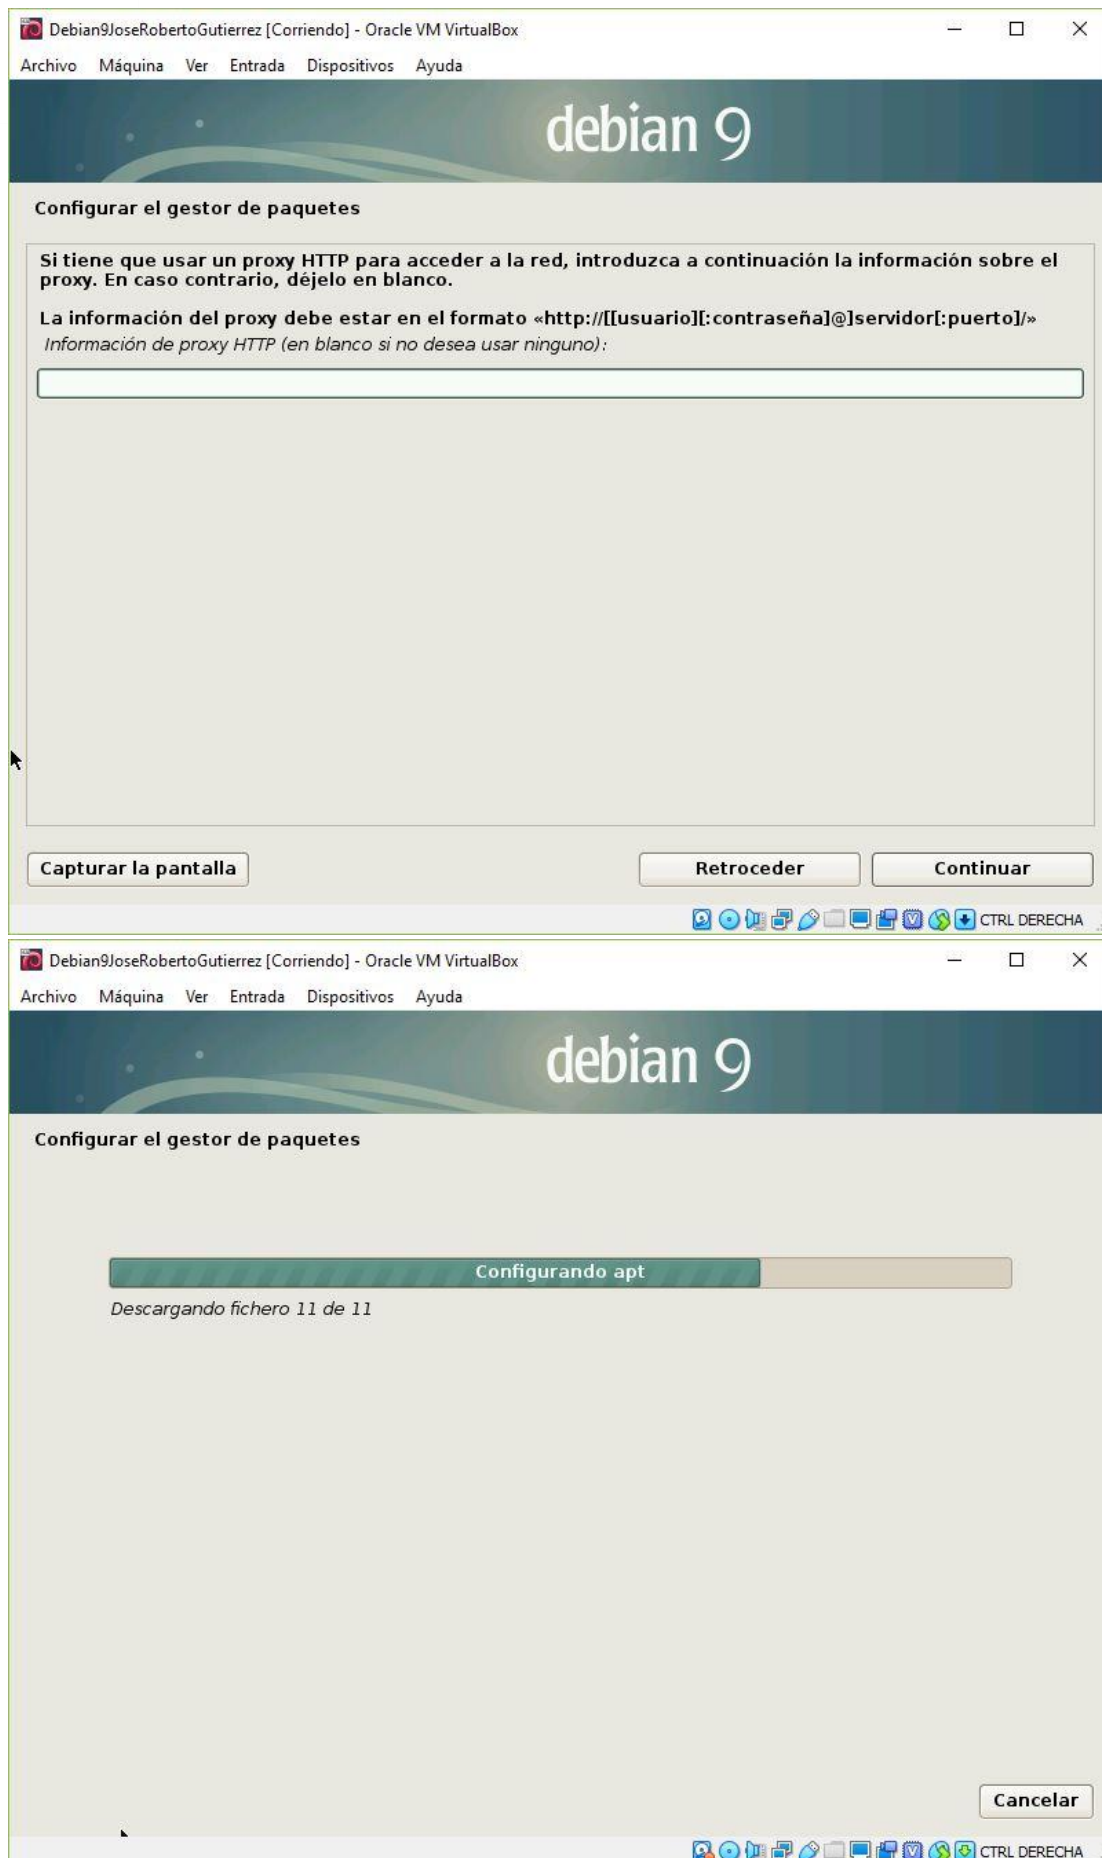 Debian9JoseRobertoGutierrez [Corriendo] - Oracle VM VirtualBox
Archivo Máquina Ver Entrada Dispositivos Ayuda
debian 9
Configurar el gestor de paquetes
Si tiene que usar un proxy HTTP para acceder a la red, introduzca a continuación la información sobre el
proxy. En caso contrario, déjelo en blanco.
La información del proxy debe estar en el formato «http://[[usuario][:contraseña]@]servidor[:puerto]/»
Información de proxy HTTP (en blanco si no desea usar ninguno):
Capturar la pantalla Retroceder Continuar
CTRL DERECHA
Debian9JoseRobertoGutierrez [Corriendo] - Oracle VM VirtualBox
Archivo Máquina Ver Entrada Dispositivos Ayuda
debian 9
Configurar el gestor de paquetes
Configurando apt
Descargando fichero 11 de 11
Cancelar
CTRL DERECHA